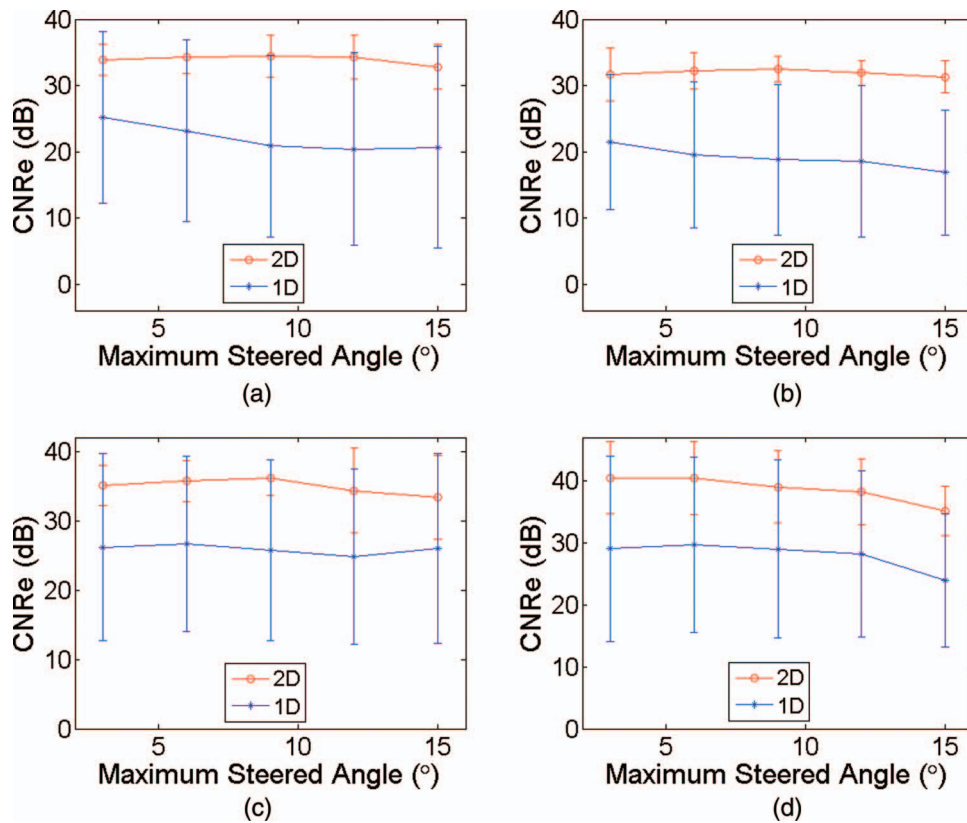 40
30
20
10
0
CNRe (dB)
2D
1D
5 10 15
Maximum Steered Angle (°)
(a)
40
30
20
10
0
CNRe (dB)
2D
1D
5 10 15
Maximum Steered Angle (°)
(b)
40
30
20
10
0
CNRe (dB)
2D
1D
5 10 15
Maximum Steered Angle (°)
(c)
40
30
20
10
0
CNRe (dB)
2D
1D
5 10 15
Maximum Steered Angle (°)
(d)